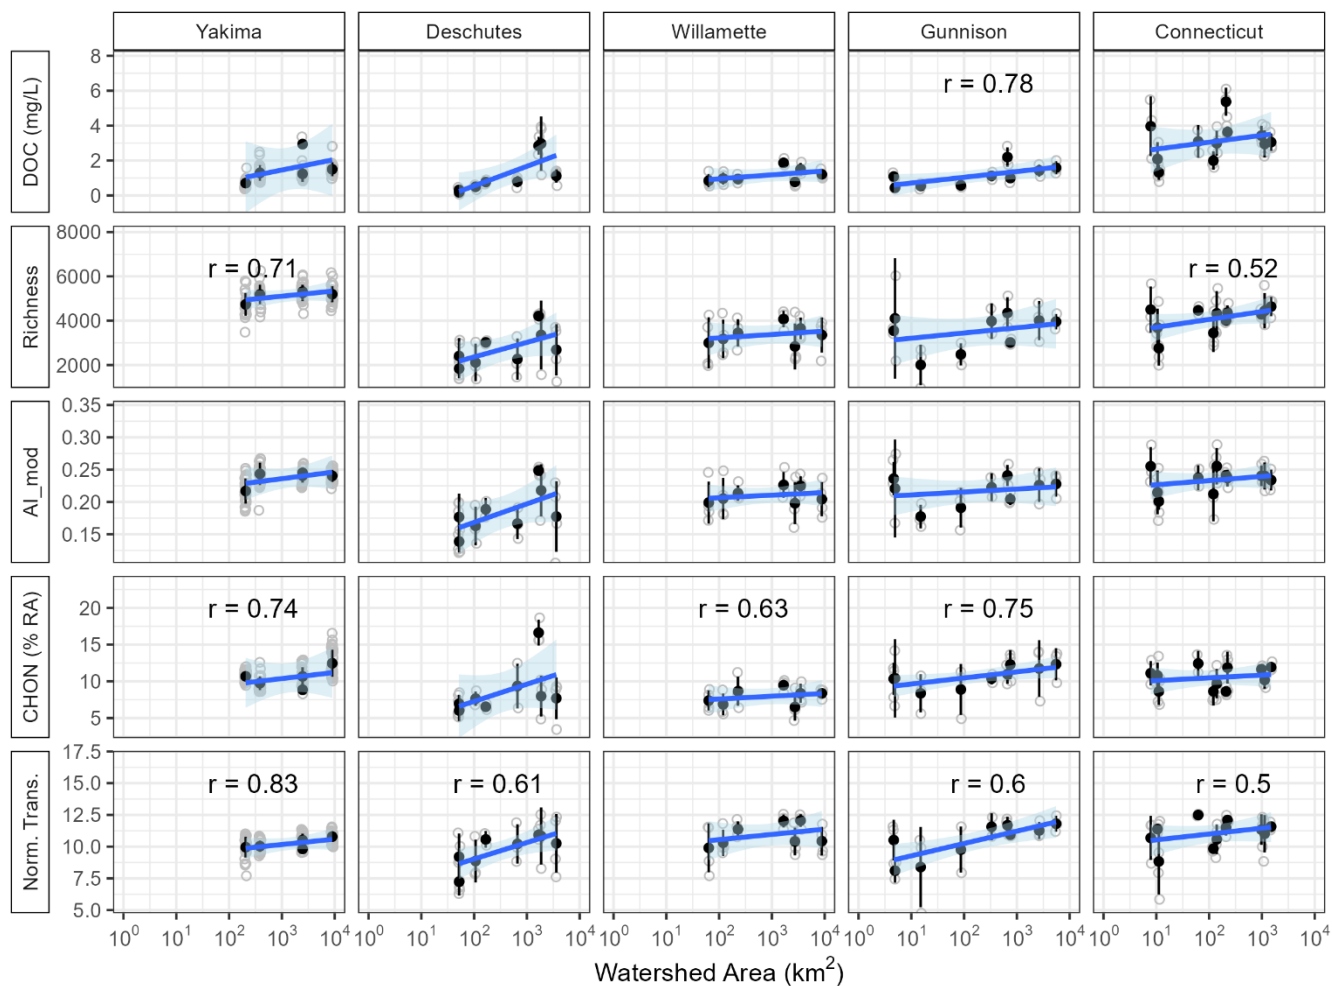 Yakima Deschutes Willamette Gunnison Connecticut
DOC (mg/L)
8
6
4
2
0
r = 0.78
Richness
8000
6000
4000
2000
r = 0.71 r = 0.52
AI_mod
0.35
0.30
0.25
0.20
0.15
CHON (% RA)
20
15
10
5
r = 0.74 r = 0.63 r = 0.75
Norm. Trans.
17.5
15.0
12.5
10.0
7.5
5.0
r = 0.83 r = 0.61 r = 0.6 r = 0.5
10⁰ 10¹ 10² 10³ 10⁴ 10⁰ 10¹ 10² 10³ 10⁴ 10⁰ 10¹ 10² 10³ 10⁴ 10⁰ 10¹ 10² 10³ 10⁴ 10⁰ 10¹ 10² 10³ 10⁴
Watershed Area (km²)